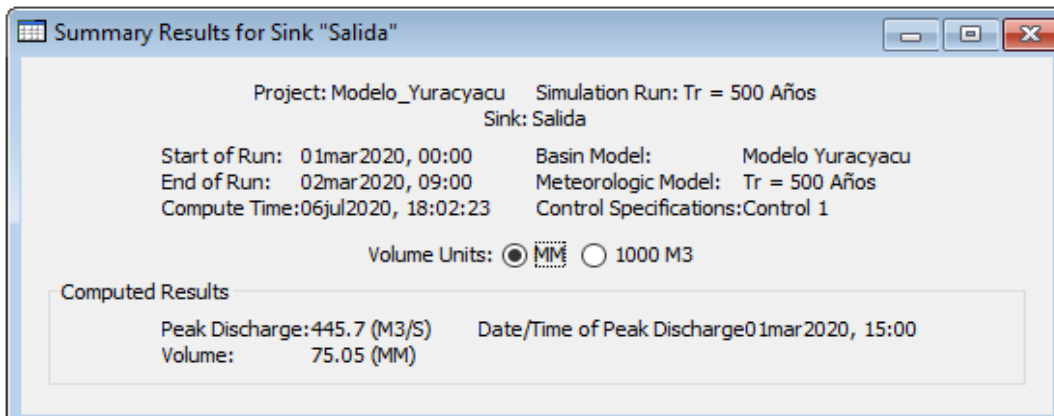 Summary Results for Sink "Salida"
Project: Modelo_Yuracyacu Simulation Run: Tr = 500 Años
Sink: Salida
Start of Run: 01mar2020, 00:00 Basin Model: Modelo Yuracyacu
End of Run: 02mar2020, 09:00 Meteorologic Model: Tr = 500 Años
Compute Time:06jul2020, 18:02:23 Control Specifications:Control 1
Volume Units: MM 1000 M3
Computed Results
Peak Discharge:445.7 (M3/S) Date/Time of Peak Discharge01mar2020, 15:00
Volume: 75.05 (MM)